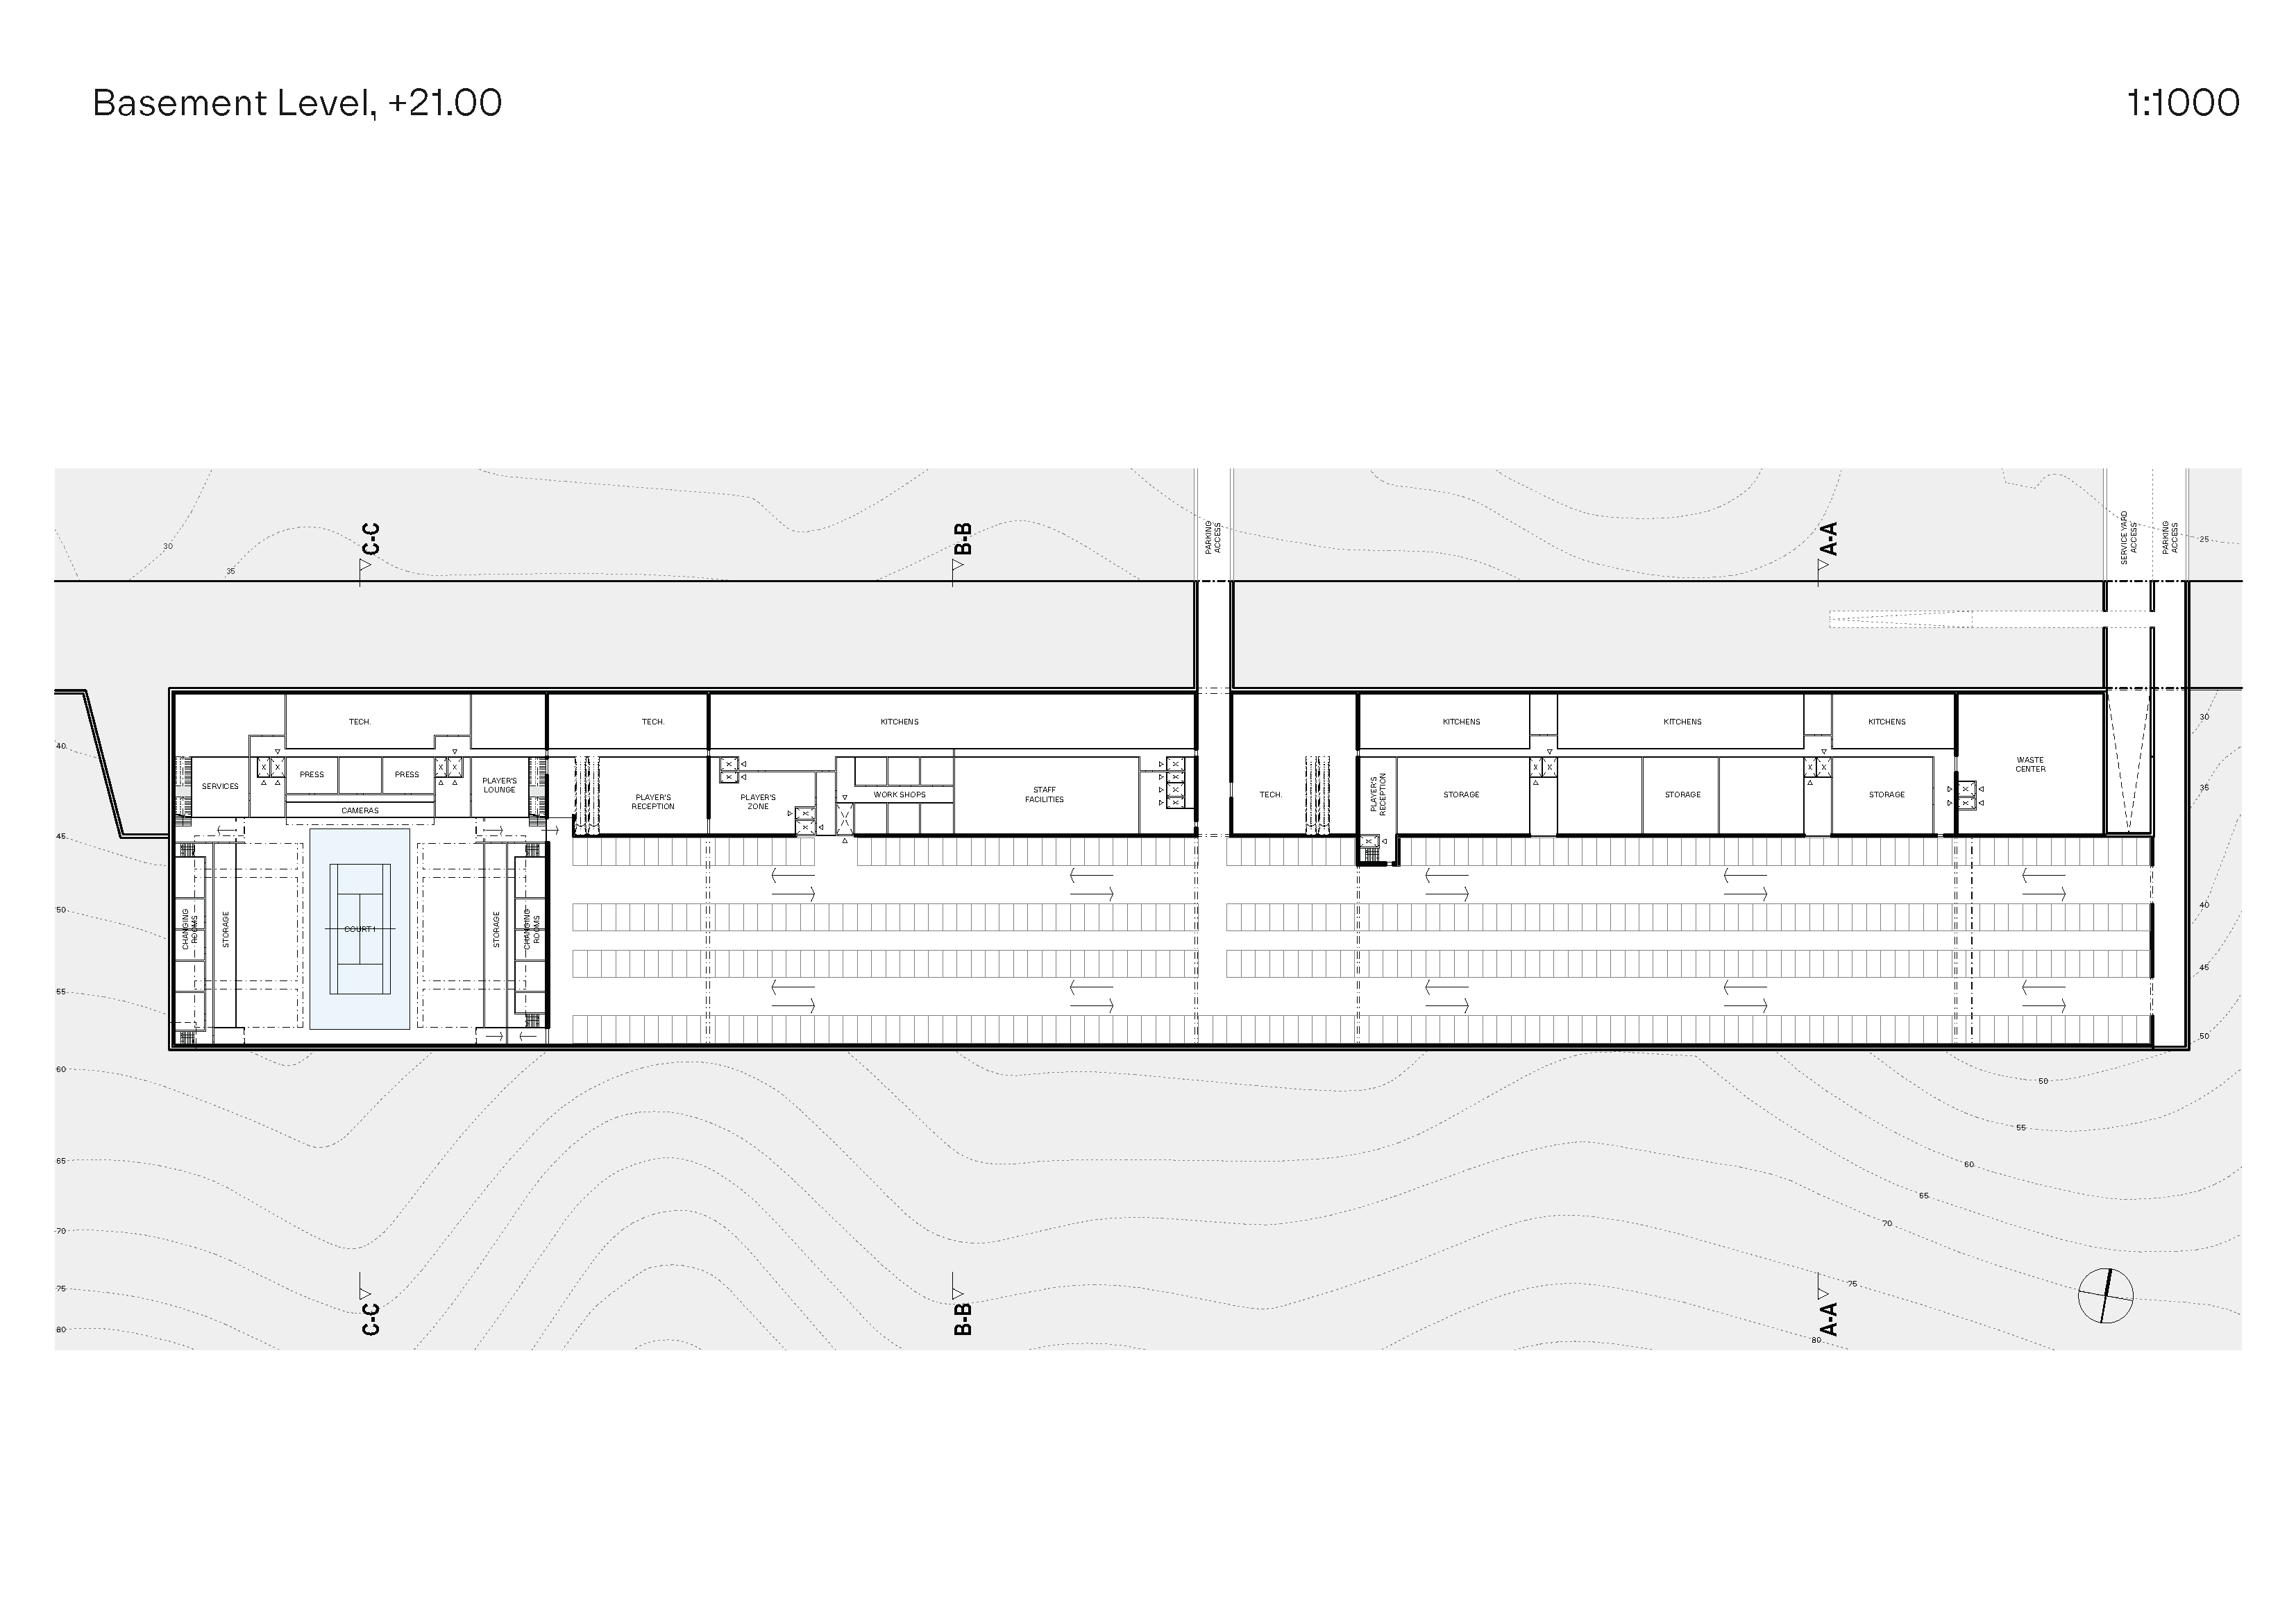 Basement Level, +21.00
1:1000
C-C
B-B
A-A
PARKING
ACCESS
SERVICE YARD
ACCESS
PARKING
ACCESS
30
35
25
TECH.
TECH.
KITCHENS
KITCHENS
KITCHENS
KITCHENS
30
40
SERVICES
PRESS
PRESS
PLAYER'S
LOUNGE
CAMERAS
PLAYER'S
RECEPTION
PLAYER'S
ZONE
WORK SHOPS
STAFF
FACILITIES
TECH.
PLAYER'S
RECEPTION
STORAGE
STORAGE
STORAGE
WASTE
CENTER
35
45
50
55
CHANGING
ROOMS
STORAGE
COURT 1
STORAGE
CHANGING
ROOMS
40
45
50
60
65
70
75
80
50
55
60
65
70
75
80
C-C
B-B
A-A